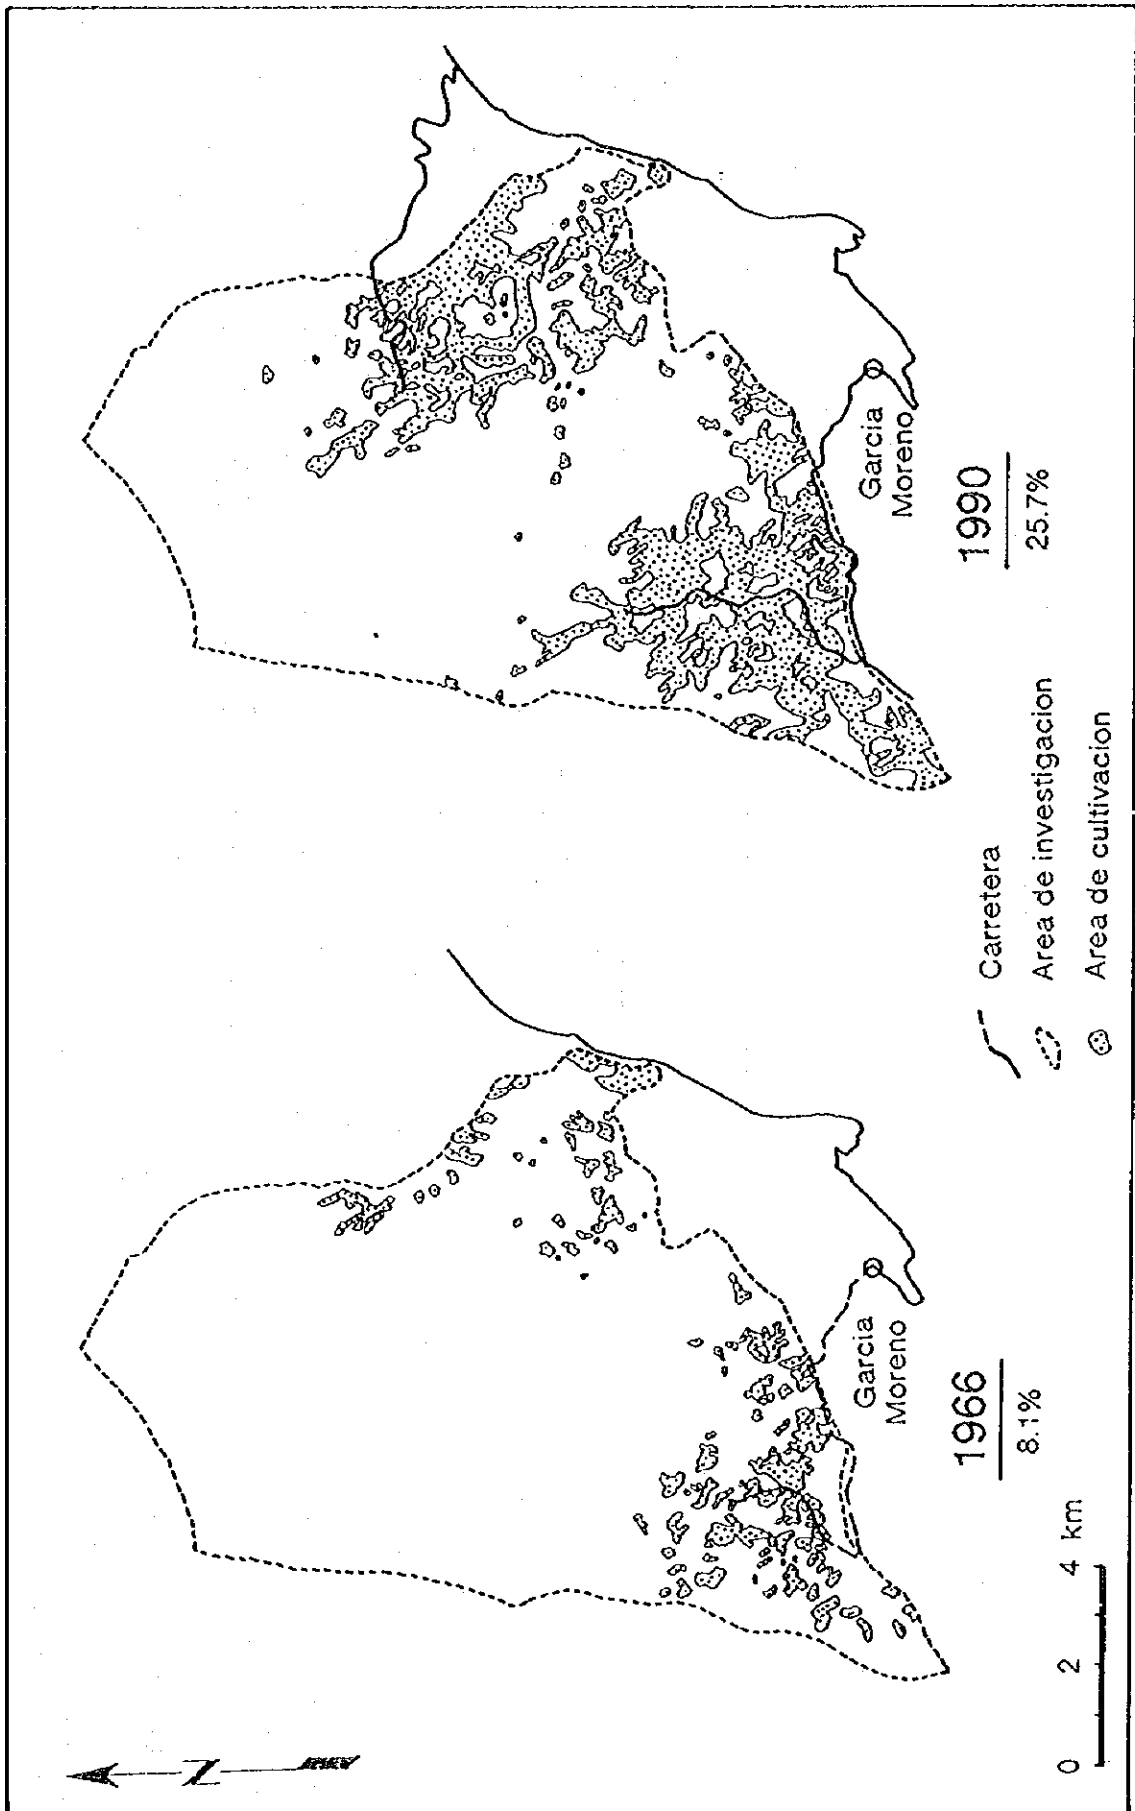 N
Garcia
Moreno
1966
8.1%
0 2 4 km
Garcia
Moreno
1990
25.7%
Carretera
Area de investigacion
Area de cultivacion